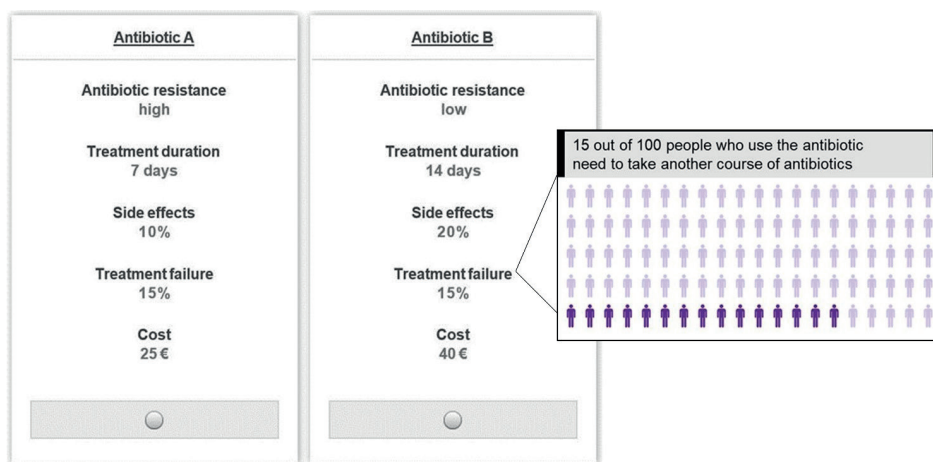 Antibiotic A
Antibiotic resistance
high
Treatment duration
7 days
Side effects
10%
Treatment failure
15%
Cost
25 €
Antibiotic B
Antibiotic resistance
low
Treatment duration
14 days
Side effects
20%
Treatment failure
15%
Cost
40 €
15 out of 100 people who use the antibiotic
need to take another course of antibiotics